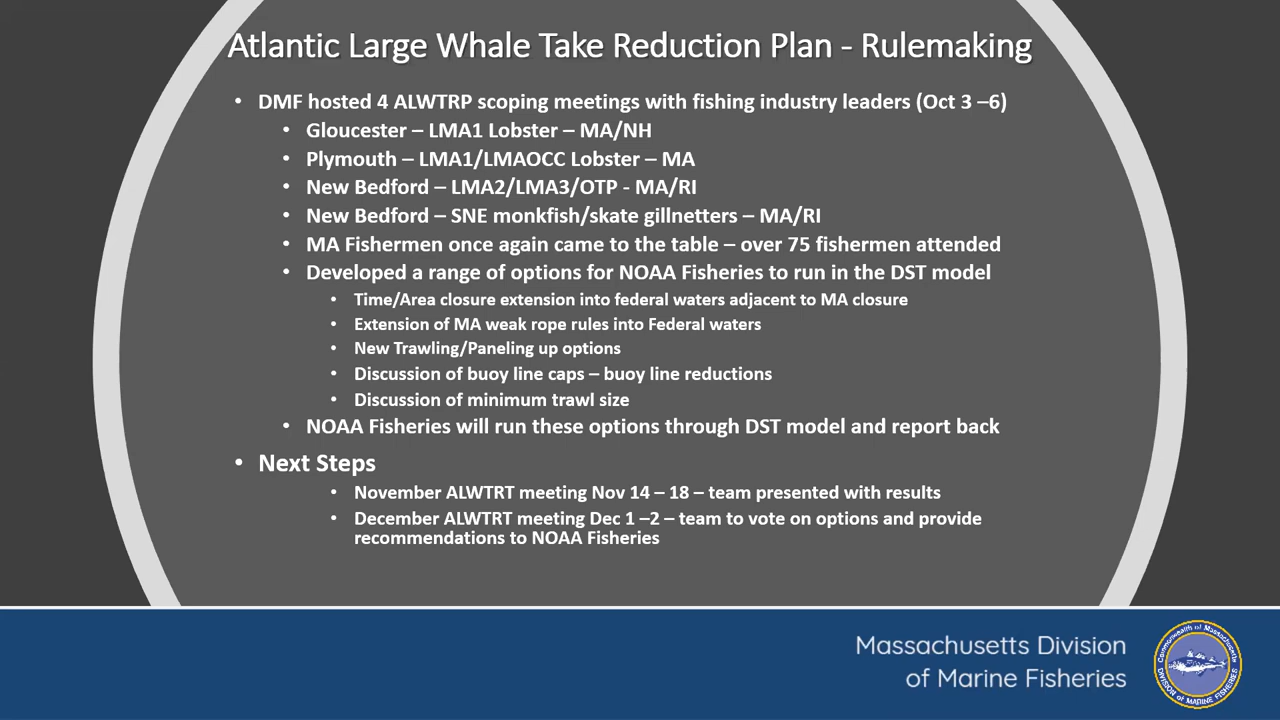 Atlantic Large Whale Take Reduction Plan - Rulemaking
• DMF hosted 4 ALWTRP scoping meetings with fishing industry leaders (Oct 3 –6)
• Gloucester – LMA1 Lobster – MA/NH
• Plymouth – LMA1/LMAOCC Lobster – MA
• New Bedford – LMA2/LMA3/OTP - MA/RI
• New Bedford – SNE monkfish/skate gillnetters – MA/RI
• MA Fishermen once again came to the table – over 75 fishermen attended
• Developed a range of options for NOAA Fisheries to run in the DST model
• Time/Area closure extension into federal waters adjacent to MA closure
• Extension of MA weak rope rules into Federal waters
• New Trawling/Paneling up options
• Discussion of buoy line caps – buoy line reductions
• Discussion of minimum trawl size
• NOAA Fisheries will run these options through DST model and report back
• Next Steps
• November ALWTRT meeting Nov 14 – 18 – team presented with results
• December ALWTRT meeting Dec 1 –2 – team to vote on options and provide
recommendations to NOAA Fisheries
Massachusetts Division
of Marine Fisheries
Commonwealth of Massachusetts
DIVISION of MARINE FISHERIES